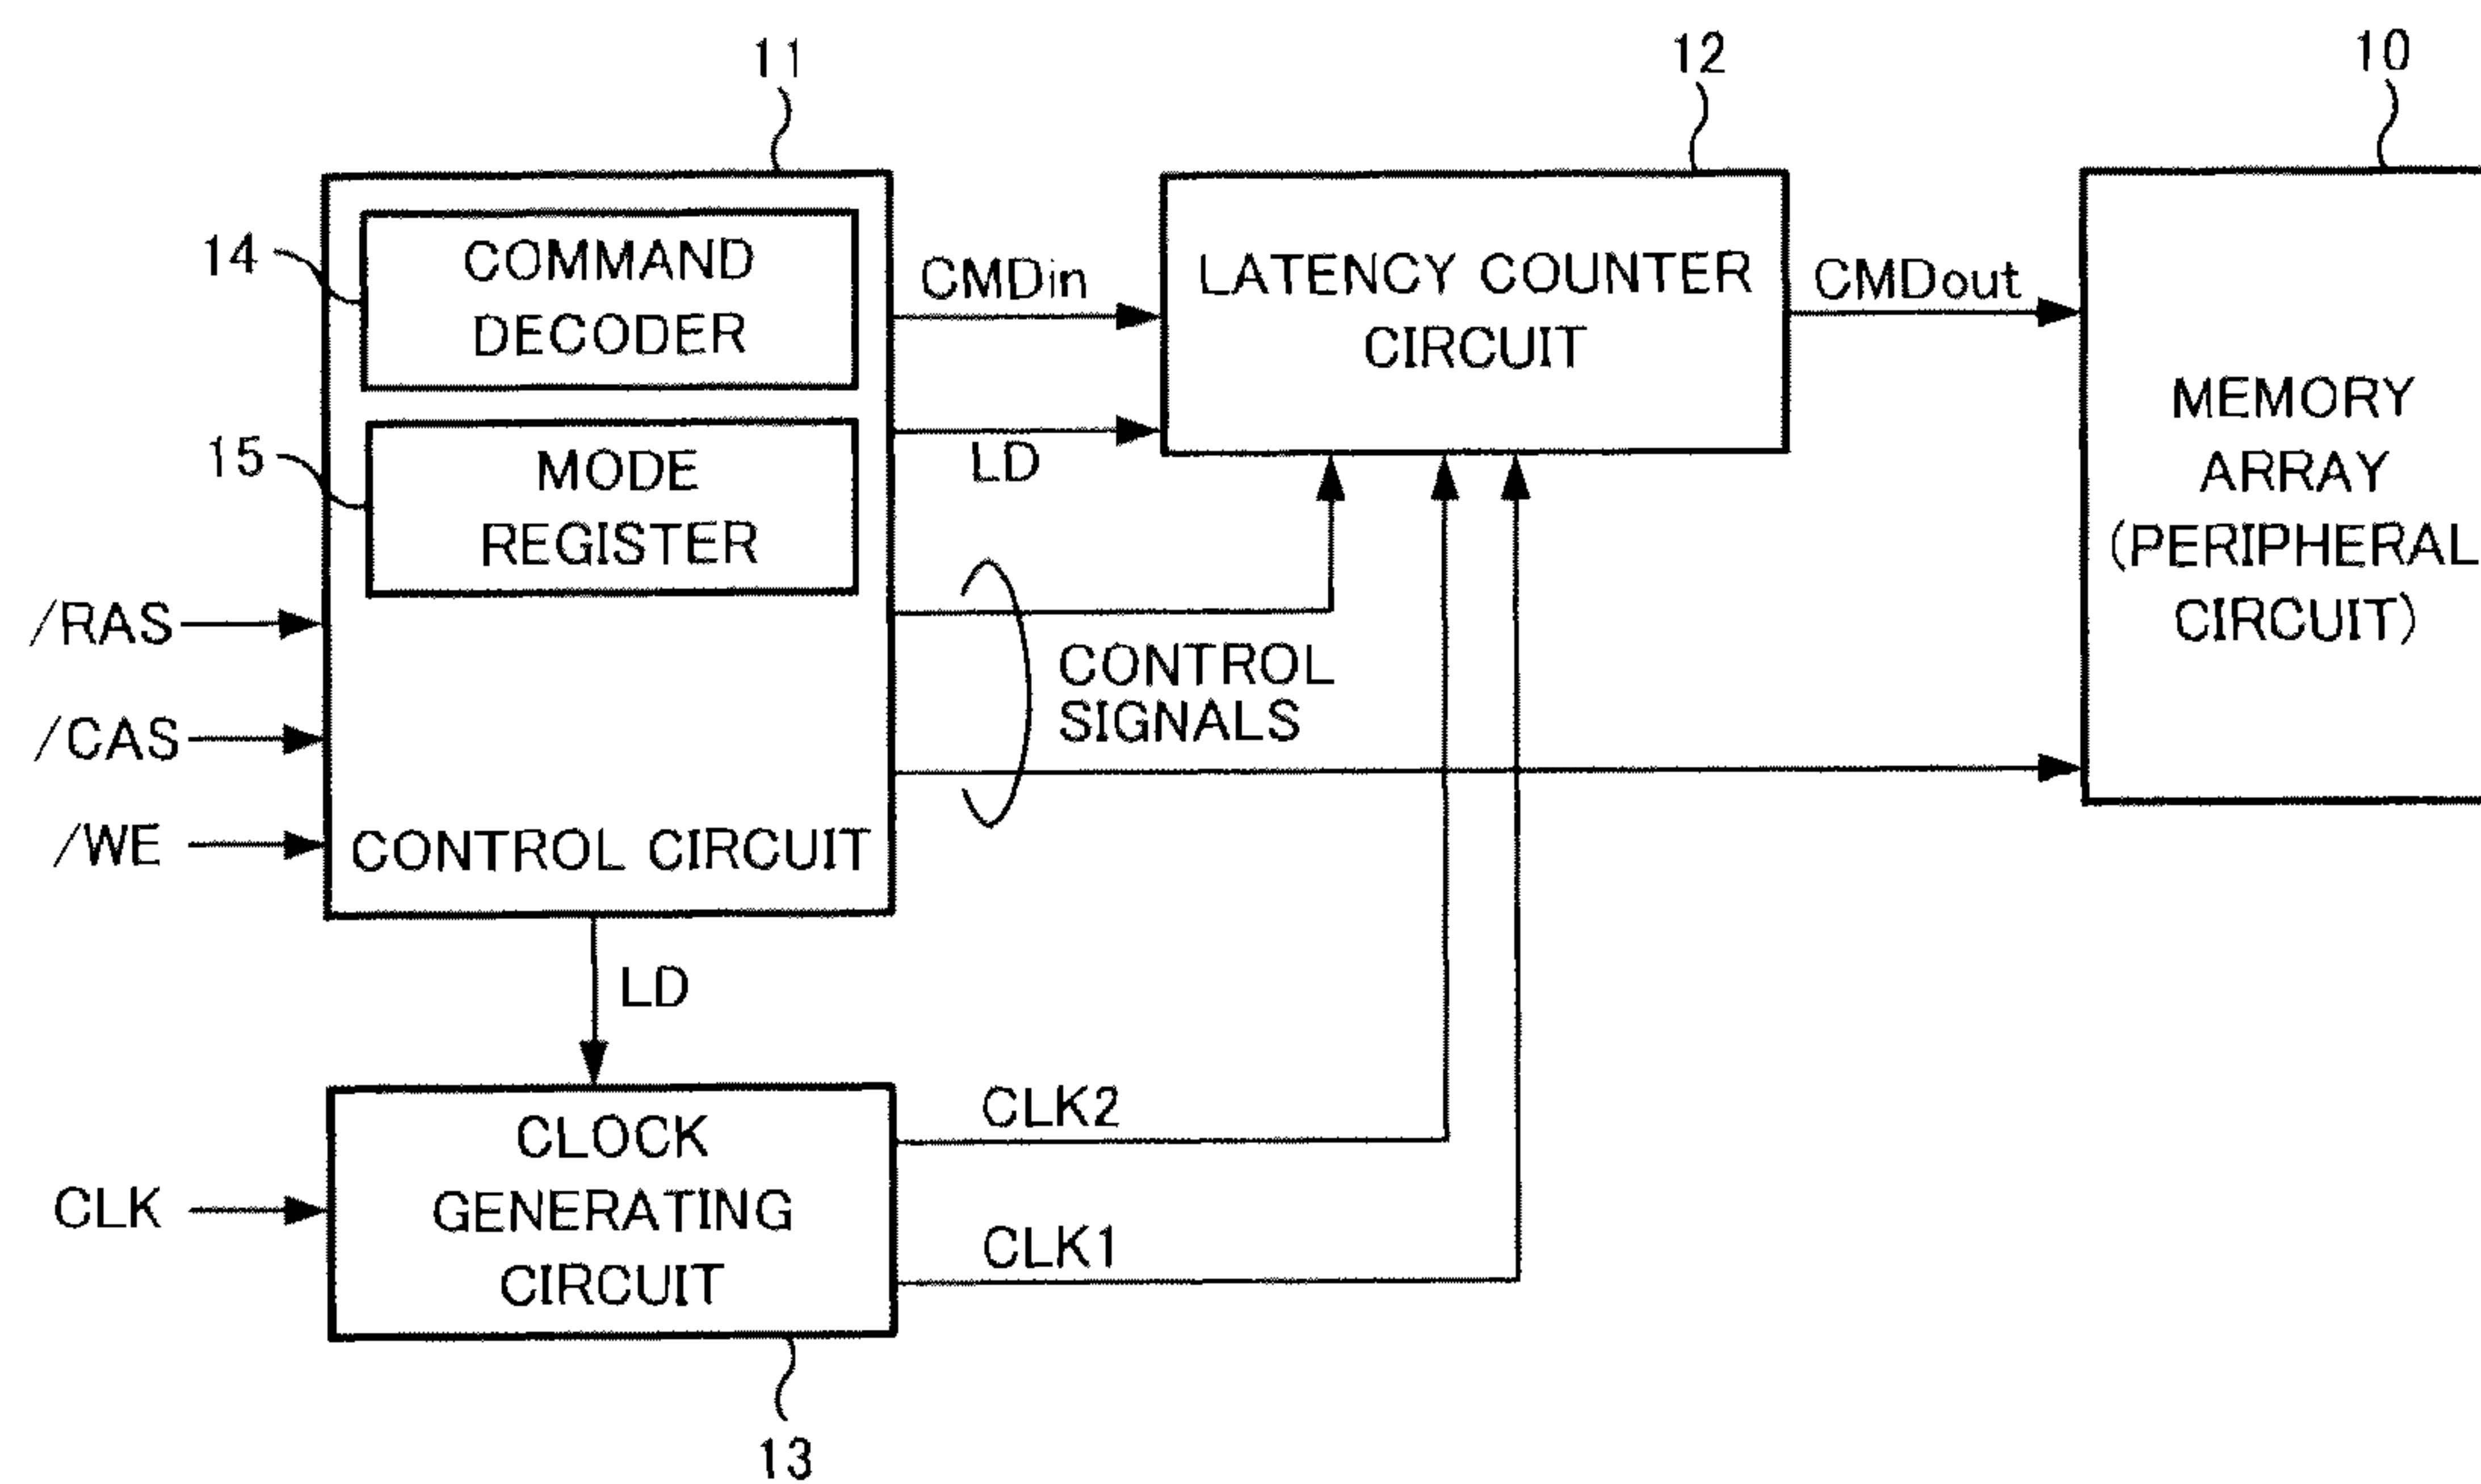 11
12
10
14
COMMAND
DECODER
CMDin
LATENCY COUNTER
CIRCUIT
CMDout
15
MODE
REGISTER
LD
MEMORY
ARRAY
(PERIPHERAL
CIRCUIT)
/RAS
/CAS
/WE
CONTROL CIRCUIT
CONTROL
SIGNALS
LD
CLK
CLOCK
GENERATING
CIRCUIT
CLK2
CLK1
13